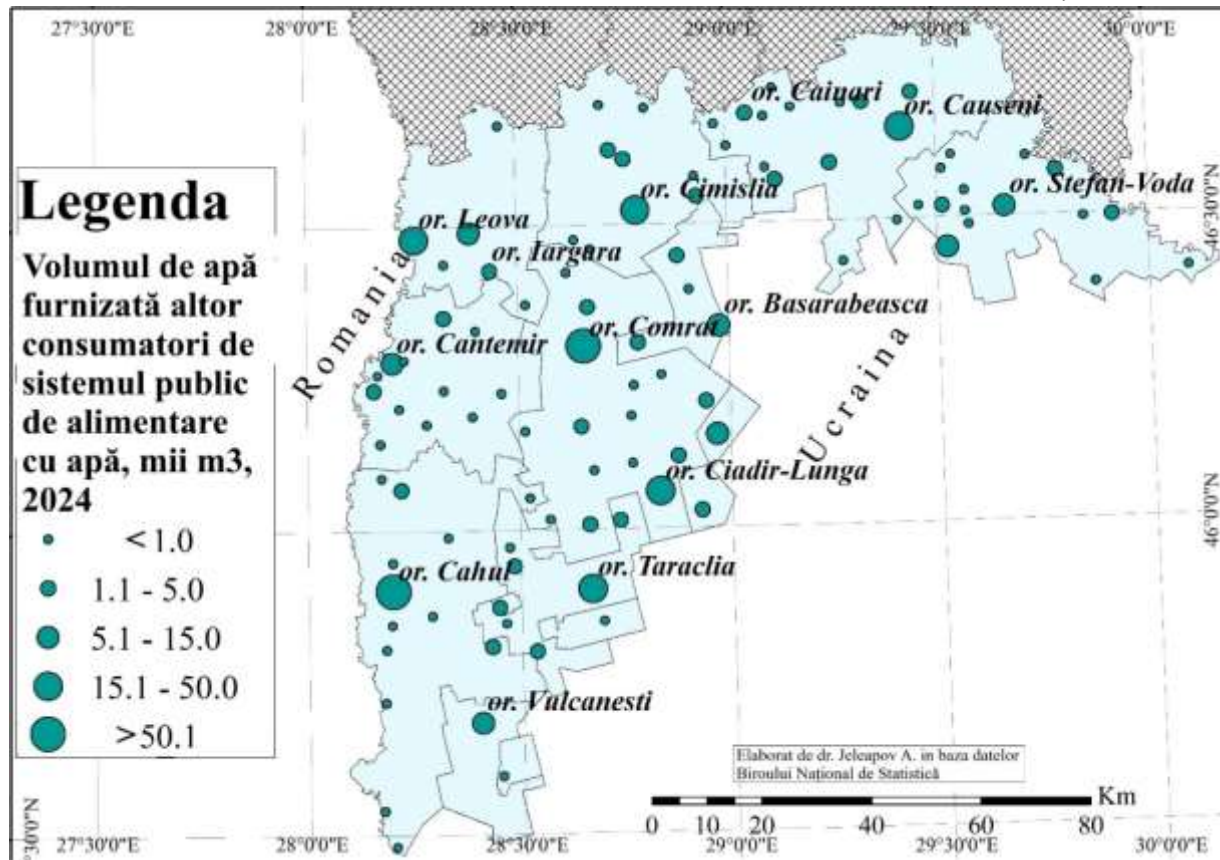 27°30'0"E 28°0'0"E 28°30'0"E 29°0'0"E 29°30'0"E 30°0'0"E
or. Cainari
or. Causeni
or. Stefan-Voda
or. Cimislia
or. Leova
or. Iargara
or. Basarabeasca
or. Comrat
or. Cantemir
or. Ciadir-Lunga
or. Cahul
or. Taraclia
or. Vulcanesti
Romania
Ucraina
46°30'0"N
46°0'0"N
Legenda
Volumul de apă
furnizată altor
consumatori de
sistemul public
de alimentare
cu apă, mii m3,
2024
<1.0
1.1 - 5.0
5.1 - 15.0
15.1 - 50.0
>50.1
Elaborat de dr. Jeleapov A. in baza datelor
Biroului Național de Statistică
Km
0 10 20 40 60 80
27°30'0"E 28°0'0"E 28°30'0"E 29°0'0"E 29°30'0"E 30°0'0"E